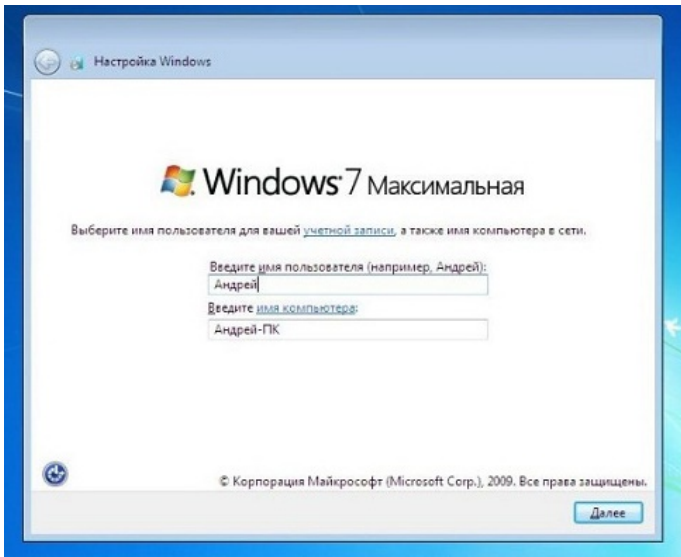 Настройка Windows
Windows 7 Максимальная
Выберите имя пользователя для вашей учетной записи, а также имя компьютера в сети.
Введите имя пользователя (например, Андрей):
Андрей
Введите имя компьютера:
Андрей-ПК
© Корпорация Майкрософт (Microsoft Corp.), 2009. Все права защищены.
Далее